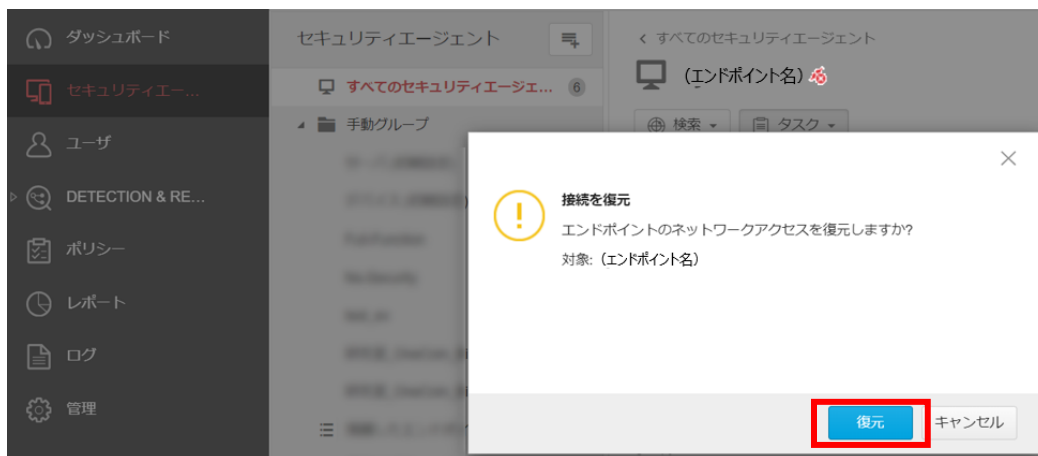 ダッシュボード
セキュリティエー...
ユーザ
DETECTION & RE...
ポリシー
レポート
ログ
管理
セキュリティエージェント
すべてのセキュリティエージェ... 6
手動グループ
すべてのセキュリティエージェント
(エンドポイント名)
検索 タスク
接続を復元
エンドポイントのネットワークアクセスを復元しますか?
対象: (エンドポイント名)
復元 キャンセル